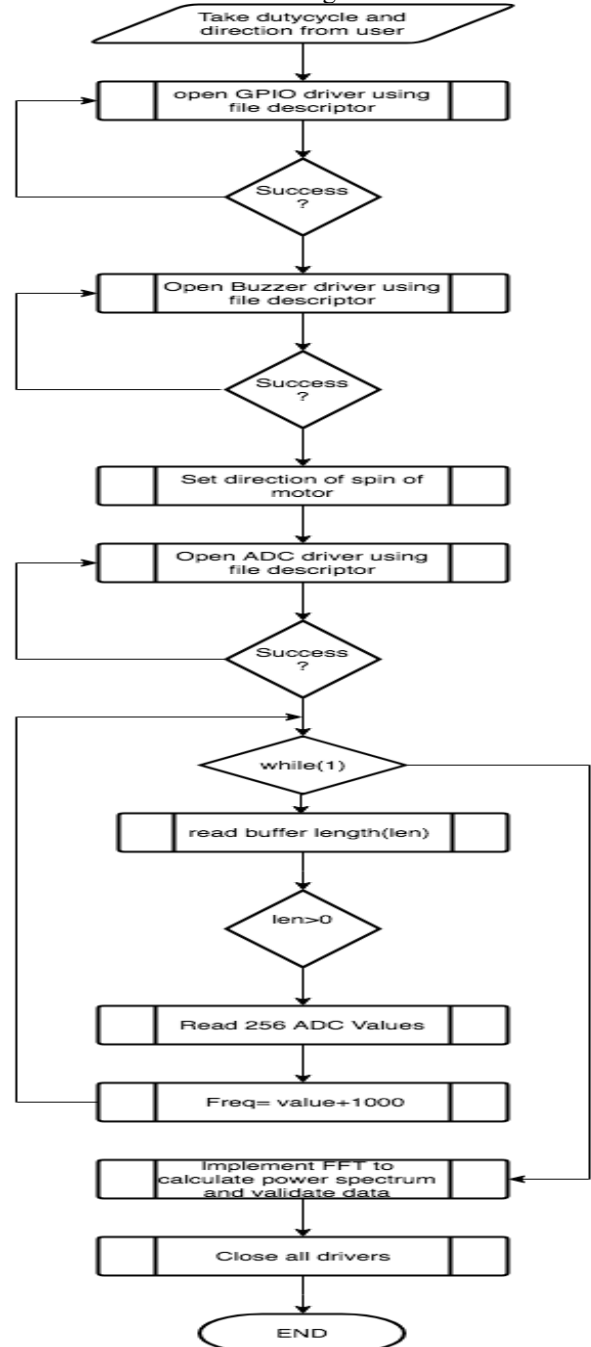 Take dutycycle and
direction from user
open GPIO driver using
file descriptor
Success
?
Open Buzzer driver using
file descriptor
Success
?
Set direction of spin of
motor
Open ADC driver using
file descriptor
Success
?
while(1)
read buffer length(len)
len>0
Read 256 ADC Values
Freq= value+1000
Implement FFT to
calculate power spectrum
and validate data
Close all drivers
END